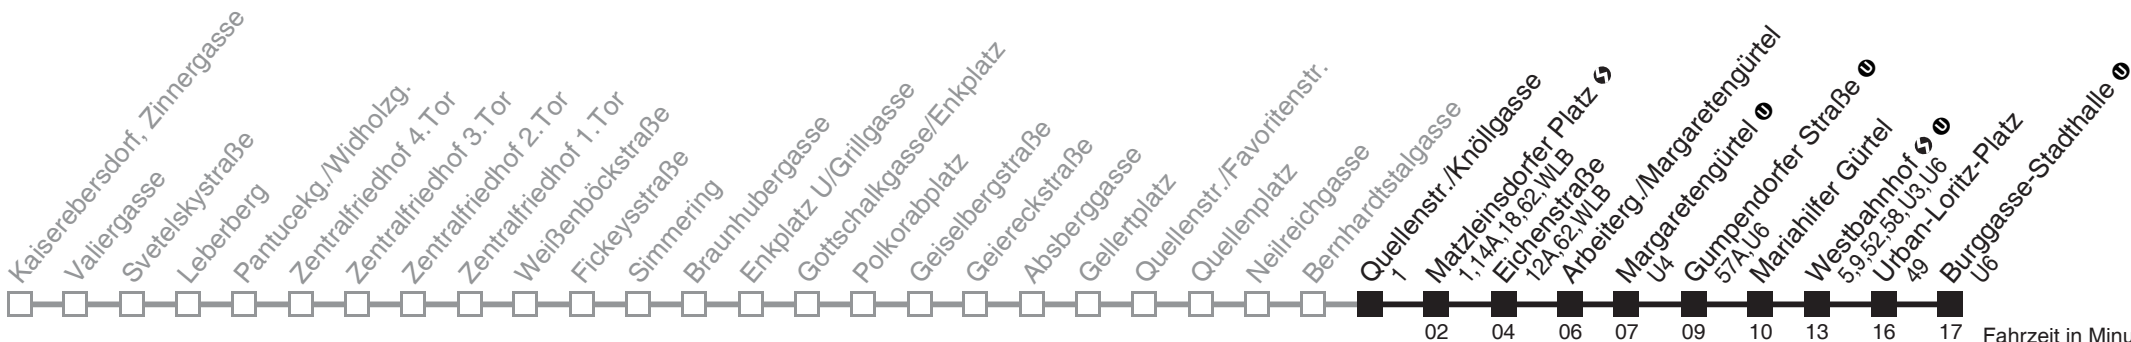 Kaiserebersdorf, Zinnergasse
Valiergasse
Svetelskystraße
Leberberg
Pantucekg./Widholzg.
Zentralfriedhof 4.Tor
Zentralfriedhof 3.Tor
Zentralfriedhof 2.Tor
Zentralfriedhof 1.Tor
Weißenböckstraße
Fickeysstraße
Simmering
Braunhubergasse
Enkplatz U/Grillgasse
Gottschalkgasse/Enkplatz
Polkorabplatz
Geiselbergstraße
Geiereckstraße
Absberggasse
Gellertplatz
Quellenstr./Favoritenstr.
Quellenplatz
Neilreichgasse
Bernhardtstalgasse
Quellenstr./Knöllgasse
1
Matzleinsdorfer Platz
1,14A,18,62,WLB
Eichenstraße
12A,62,WLB
Arbeiterg./Margaretengürtel
Margaretengürtel U
U4
Gumpendorfer Straße U
57A,U6
Mariahilfer Gürtel
Westbahnhof U
5,9,52,58,U3,U6
Urban-Loritz-Platz
49
Burggasse-Stadthalle U
U6
02 04 06 07 09 10 13 16 17 Fahrzeit in Minu